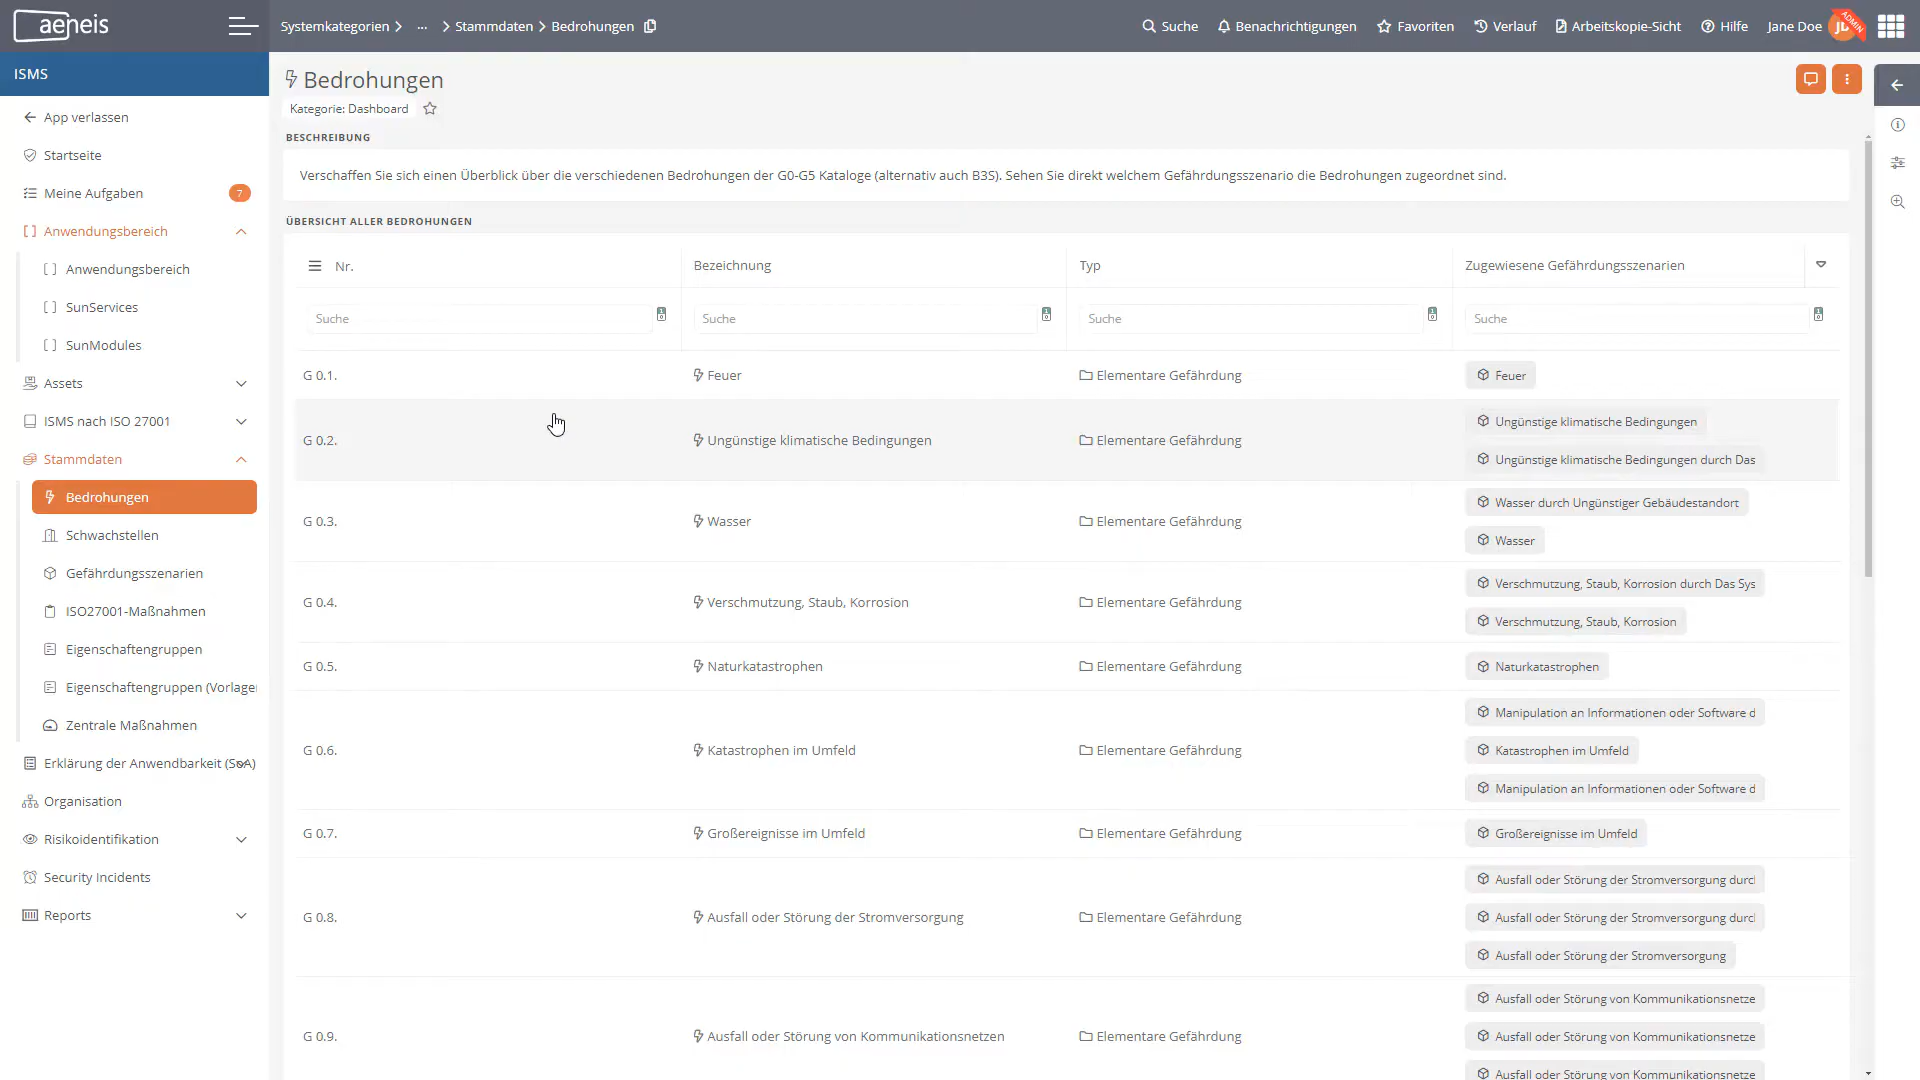 aeneis
Systemkategorien
...
Stammdaten
Bedrohungen
Suche
Benachrichtigungen
Favoriten
Verlauf
Arbeitskopie-Sicht
Hilfe
Jane Doe
JD
ADMIN
ISMS
App verlassen
Startseite
Meine Aufgaben
7
Anwendungsbereich
Anwendungsbereich
SunServices
SunModules
Assets
ISMS nach ISO 27001
Stammdaten
Bedrohungen
Schwachstellen
Gefährdungsszenarien
ISO27001-Maßnahmen
Eigenschaftengruppen
Eigenschaftengruppen (Vorlage
Zentrale Maßnahmen
Erklärung der Anwendbarkeit (SoA)
Organisation
Risikoidentifikation
Security Incidents
Reports
Bedrohungen
Kategorie: Dashboard
BESCHREIBUNG
Verschaffen Sie sich einen Überblick über die verschiedenen Bedrohungen der G0-G5 Kataloge (alternativ auch B3S). Sehen Sie direkt welchem Gefährdungsszenario die Bedrohungen zugeordnet sind.
ÜBERSICHT ALLER BEDROHUNGEN
Nr.
Bezeichnung
Typ
Zugewiesene Gefährdungsszenarien
Suche
Suche
Suche
Suche
G 0.1.
Feuer
Elementare Gefährdung
Feuer
G 0.2.
Ungünstige klimatische Bedingungen
Elementare Gefährdung
Ungünstige klimatische Bedingungen
Ungünstige klimatische Bedingungen durch Das
G 0.3.
Wasser
Elementare Gefährdung
Wasser durch Ungünstiger Gebäudestandort
Wasser
G 0.4.
Verschmutzung, Staub, Korrosion
Elementare Gefährdung
Verschmutzung, Staub, Korrosion durch Das Sys
Verschmutzung, Staub, Korrosion
G 0.5.
Naturkatastrophen
Elementare Gefährdung
Naturkatastrophen
G 0.6.
Katastrophen im Umfeld
Elementare Gefährdung
Manipulation an Informationen oder Software d
Katastrophen im Umfeld
Manipulation an Informationen oder Software d
G 0.7.
Großereignisse im Umfeld
Elementare Gefährdung
Großereignisse im Umfeld
G 0.8.
Ausfall oder Störung der Stromversorgung
Elementare Gefährdung
Ausfall oder Störung der Stromversorgung durc
Ausfall oder Störung der Stromversorgung durc
Ausfall oder Störung der Stromversorgung
G 0.9.
Ausfall oder Störung von Kommunikationsnetzen
Elementare Gefährdung
Ausfall oder Störung von Kommunikationsnetze
Ausfall oder Störung von Kommunikationsnetze
Ausfall oder Störung von Kommunikationsnetze